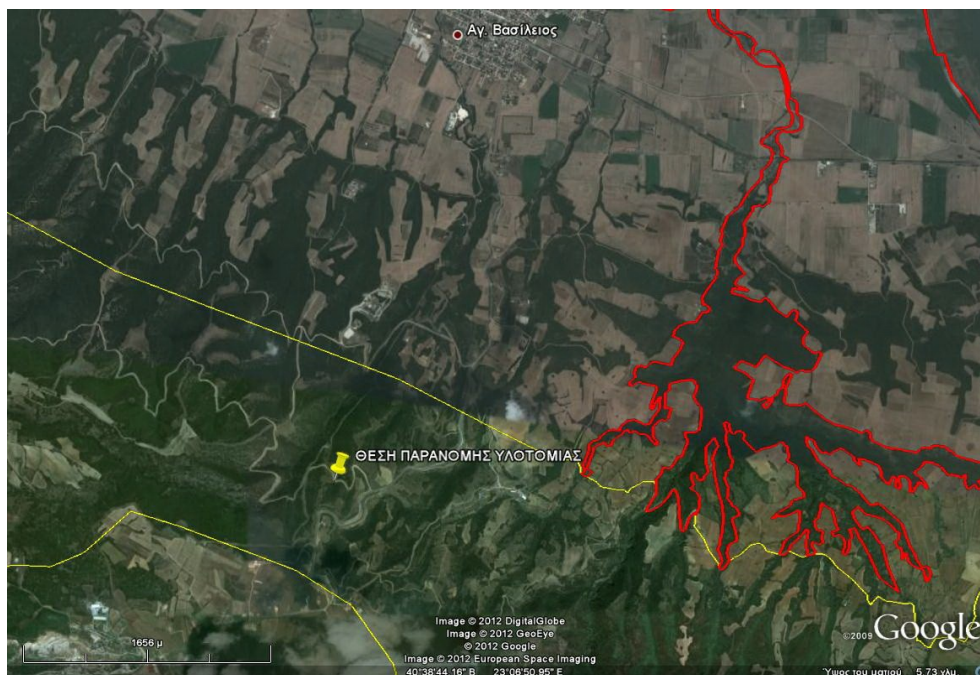 Αγ. Βασίλειος
ΘΕΣΗ ΠΑΡΑΝΟΜΗΣ ΥΛΟΤΟΜΙΑΣ
Image © 2012 DigitalGlobe
Image © 2012 GeoEye
© 2012 Google
Image © 2012 European Space Imaging
©2009 Google
1656 μ
40°38'44.16" Β 23°06'50.95" Ε
Ύψος του ματιού 5.73 χλμ